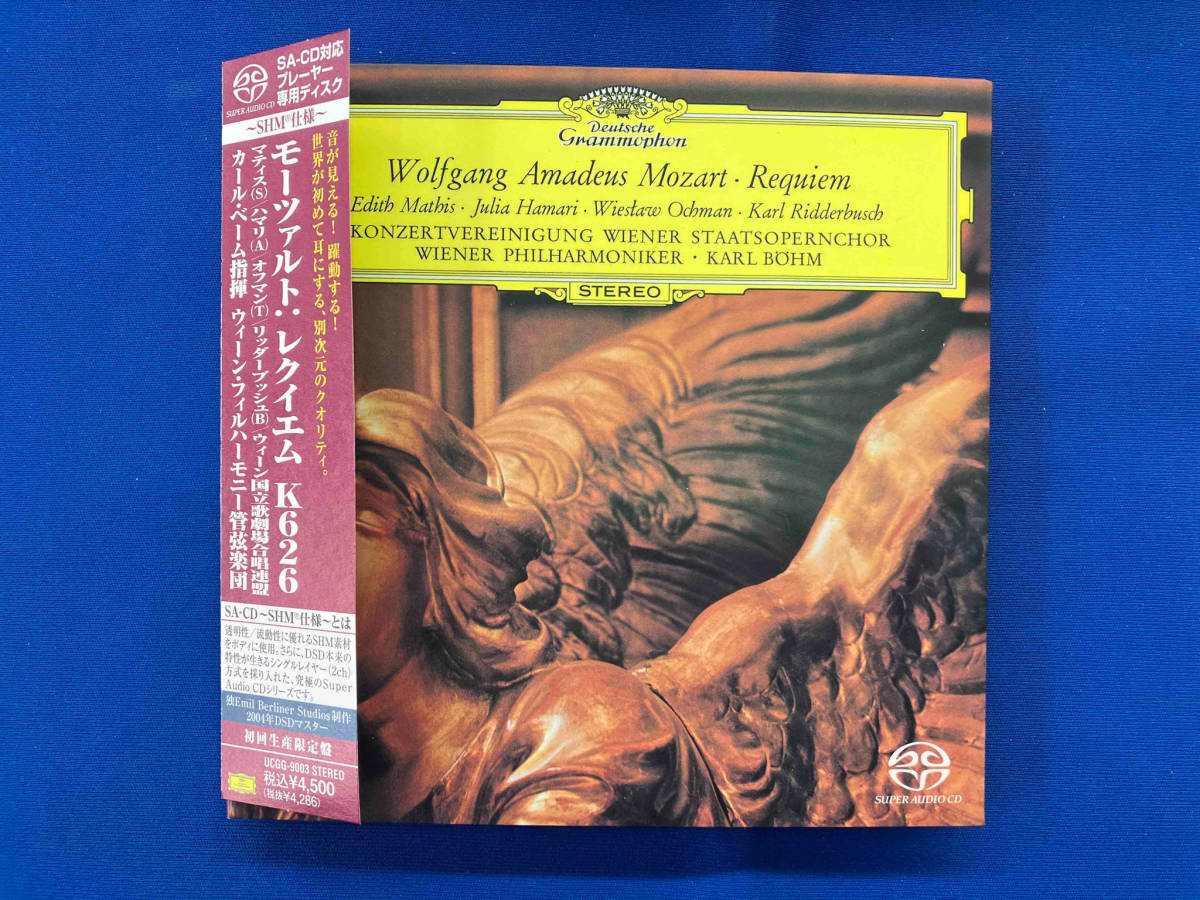 SA-CD対応
プレーヤー
専用ディスク
SUPER AUDIO CD
~SHM®仕様~
音が見える! 躍動する!
世界が初めて耳にする、別次元のクオリティ。
モーツァルト:レクイエム K626
マティス(S)/ハマリ(A)/オフマン(T)/リッダーブッシュ(B)/ウィーン国立歌劇場合唱連盟
カール・ベーム指揮 ウィーン・フィルハーモニー管弦楽団
SA-CD~SHM®仕様~とは
透明性/流動性に優れるSHM素材
をボディに使用。さらに、DSD本来の
特性が生きるシングルレイヤー(2ch)
方式を採り入れた、究極のSuper
Audio CDシリーズです。
独Emil Berliner Studios制作
2004年DSDマスター
初回生産限定盤
UCGG-9003 STEREO
税込¥4,500
(税抜¥4,286)
Deutsche
Grammophon
Wolfgang Amadeus Mozart · Requiem
Edith Mathis · Julia Hamari · Wiesław Ochman · Karl Ridderbusch
KONZERTVEREINIGUNG WIENER STAATSOPERNCHOR
WIENER PHILHARMONIKER · KARL BÖHM
STEREO
SUPER AUDIO CD